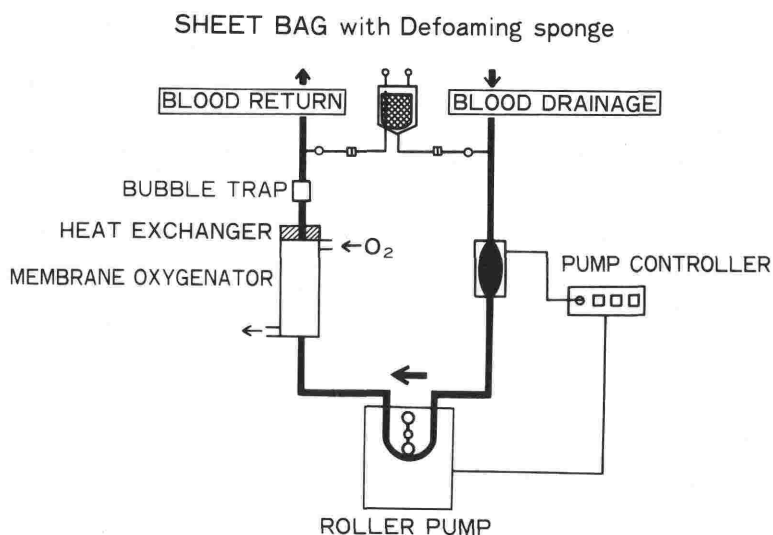 SHEET BAG with Defoaming sponge
BLOOD RETURN
BLOOD DRAINAGE
BUBBLE TRAP
HEAT EXCHANGER
←O₂
MEMBRANE OXYGENATOR
PUMP CONTROLLER
ROLLER PUMP